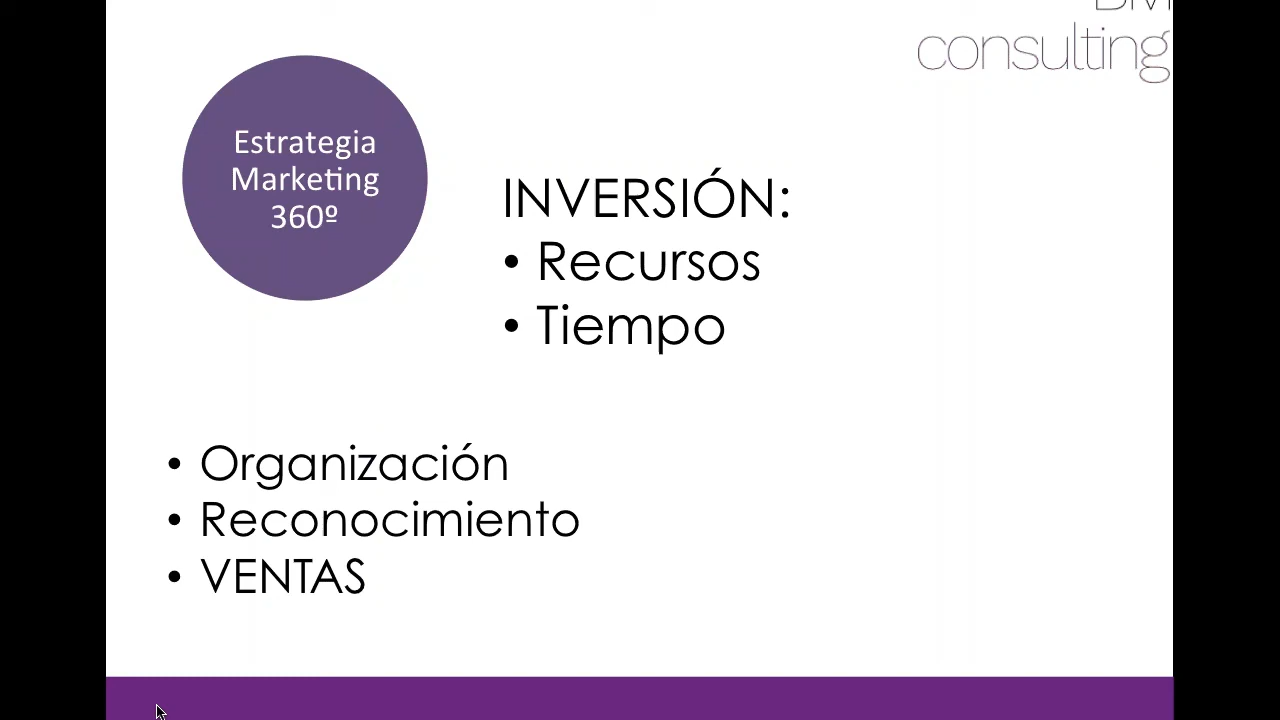 consulting
Estrategia
Marketing
360º
INVERSIÓN:
• Recursos
• Tiempo
• Organización
• Reconocimiento
• VENTAS